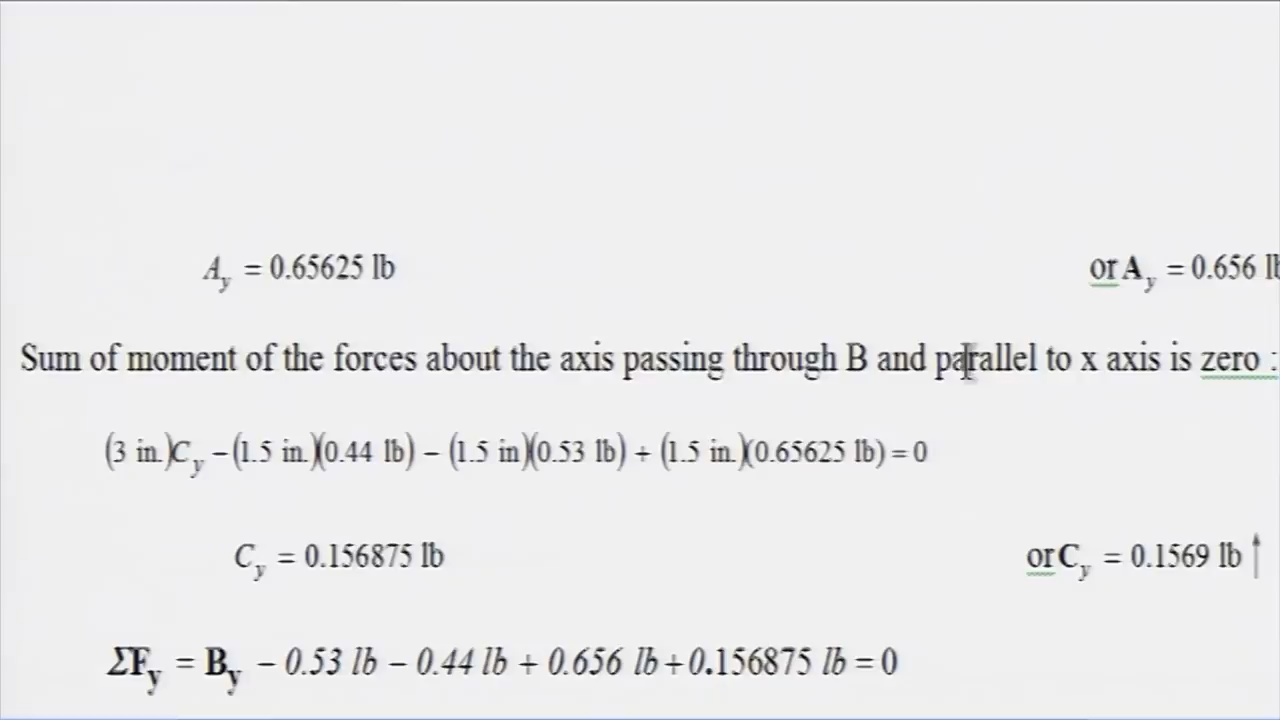 A_y = 0.65625 lb or A_y = 0.656 lb
Sum of moment of the forces about the axis passing through B and parallel to x axis is zero :
(3 in.)C_y − (1.5 in.)(0.44 lb) − (1.5 in)(0.53 lb) + (1.5 in.)(0.65625 lb) = 0
C_y = 0.156875 lb or C_y = 0.1569 lb ↑
ΣF_y = B_y − 0.53 lb − 0.44 lb + 0.656 lb + 0.156875 lb = 0